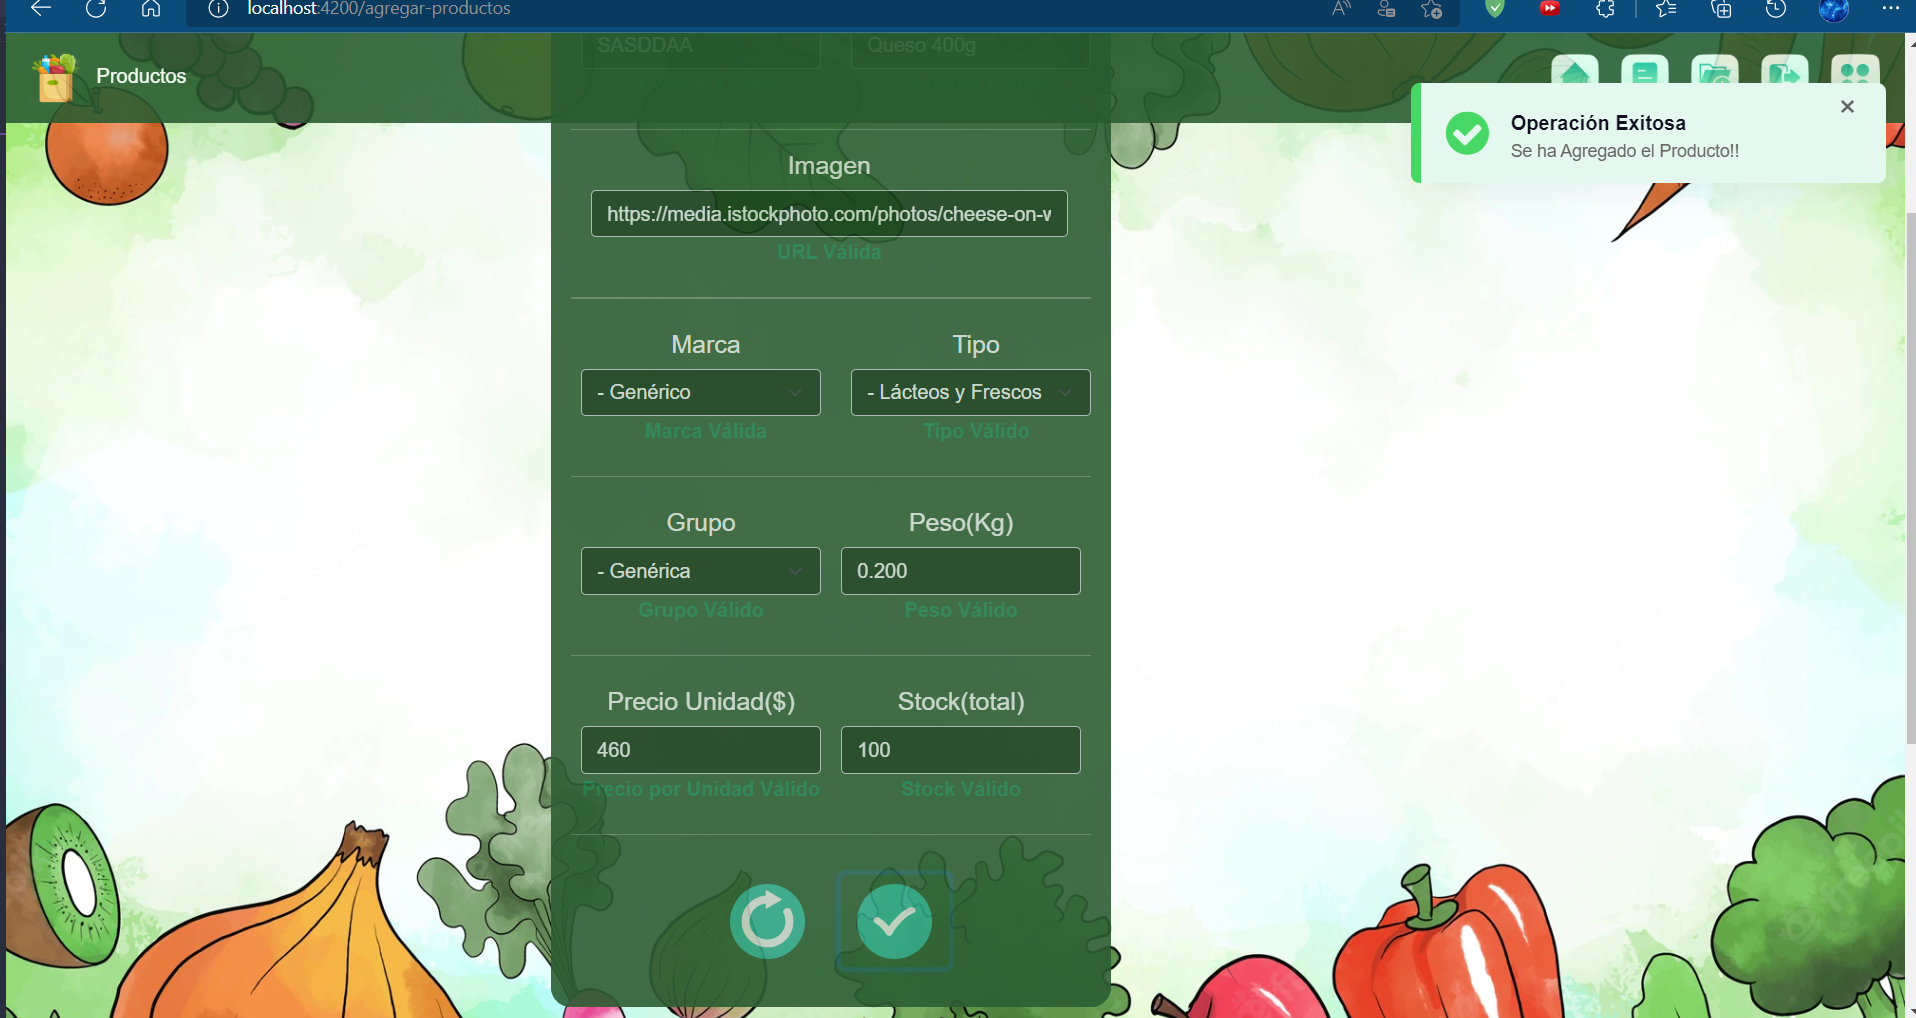 localhost:4200/agregar-productos
Productos
SASDDAA
Queso 400g
Operación Exitosa
Se ha Agregado el Producto!!
Imagen
https://media.istockphoto.com/photos/cheese-on-w
URL Válida
Marca
Tipo
- Genérico
- Lácteos y Frescos
Marca Válida
Tipo Válido
Grupo
Peso(Kg)
- Genérica
0.200
Grupo Válido
Peso Válido
Precio Unidad($)
Stock(total)
460
100
Precio por Unidad Válido
Stock Válido